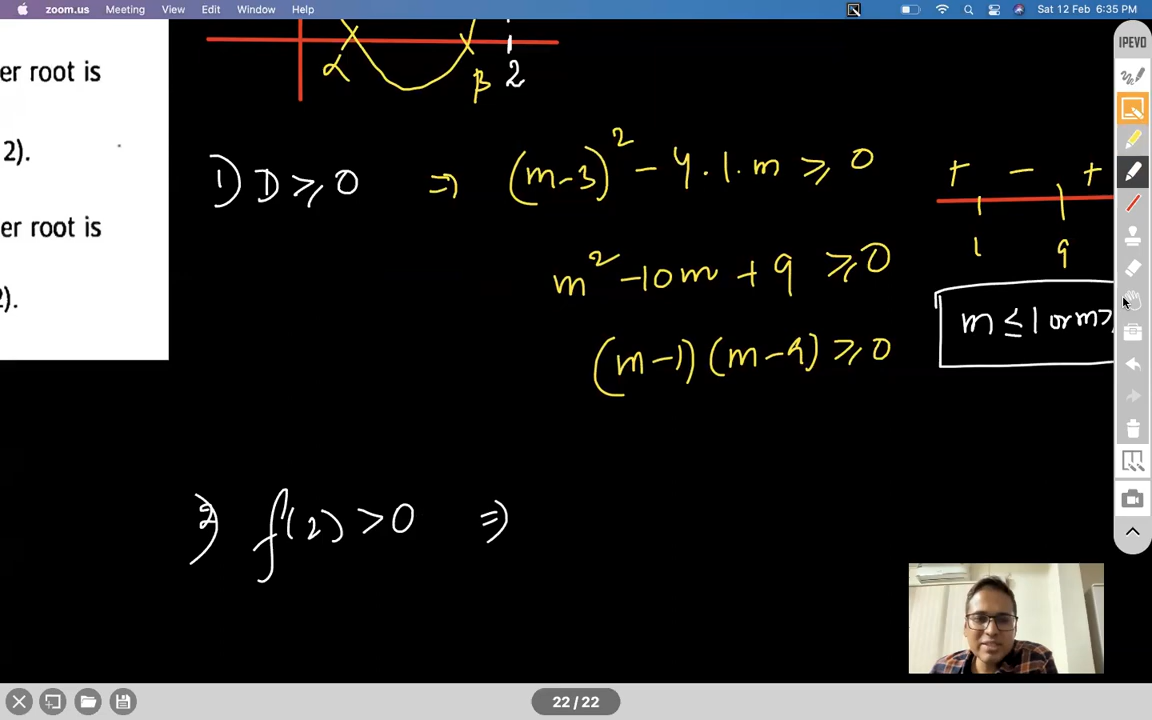 zoom.us Meeting View Edit Window Help Sat 12 Feb 6:35 PM
IPEVO
er root is
2).
er root is
2).
α β 2
1) D ≥ 0 ⇒ (m-3)² - 4·1·m ≥ 0
+ - +
1 9
m² - 10m + 9 ≥ 0
m ≤ 1 or m ≥
(m-1)(m-9) ≥ 0
2) f(2) > 0 ⇒
22 / 22